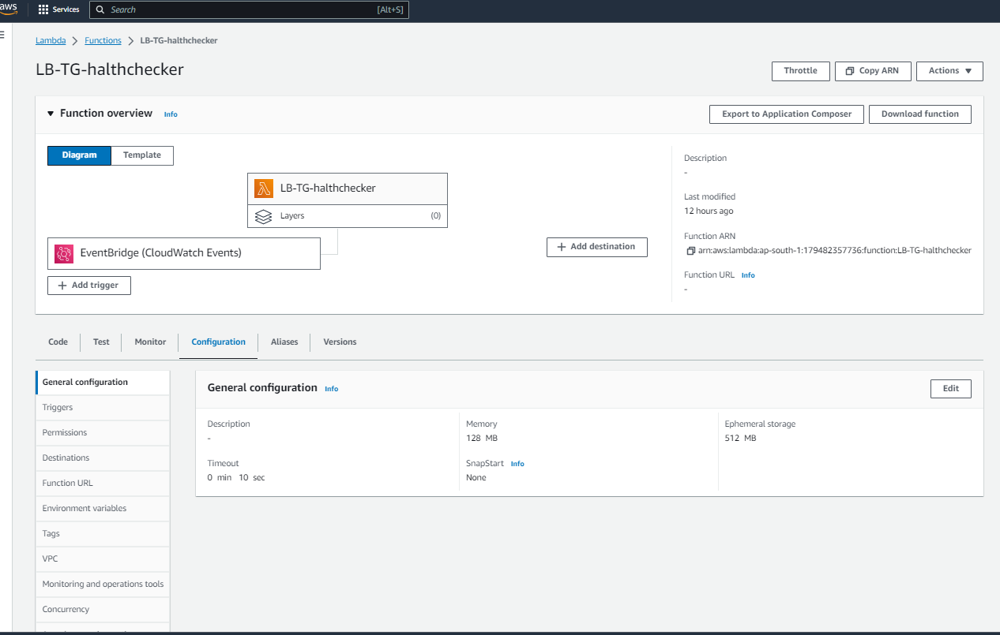 aws
Services
Search
[Alt+S]
Lambda
Functions
LB-TG-halthchecker
LB-TG-halthchecker
Throttle
Copy ARN
Actions
Function overview
Info
Export to Application Composer
Download function
Diagram
Template
LB-TG-halthchecker
Layers
(0)
EventBridge (CloudWatch Events)
Add trigger
Add destination
Description
-
Last modified
12 hours ago
Function ARN
arn:aws:lambda:ap-south-1:179482357736:function:LB-TG-halthchecker
Function URL Info
-
Code
Test
Monitor
Configuration
Aliases
Versions
General configuration
Triggers
Permissions
Destinations
Function URL
Environment variables
Tags
VPC
Monitoring and operations tools
Concurrency
General configuration Info
Edit
Description
-
Timeout
0 min 10 sec
Memory
128 MB
SnapStart Info
None
Ephemeral storage
512 MB